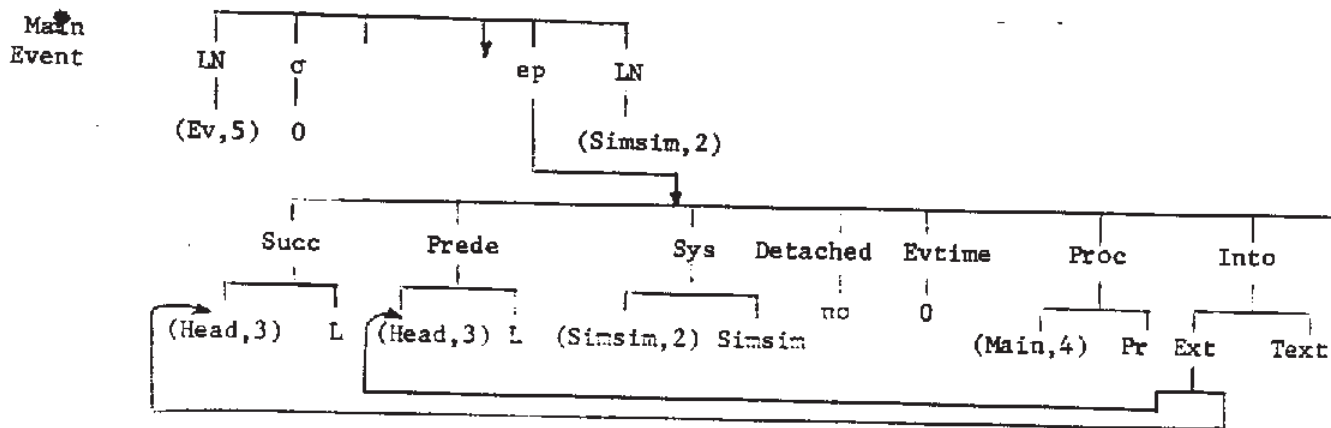 Main
Event
LN σ ep LN
(Ev,5) 0 (Simsim,2)
Succ Prede Sys Detached Evtime Proc Into
(Head,3) L (Head,3) L (Simsim,2) Simsim no 0 (Main,4) Pr Ext Text